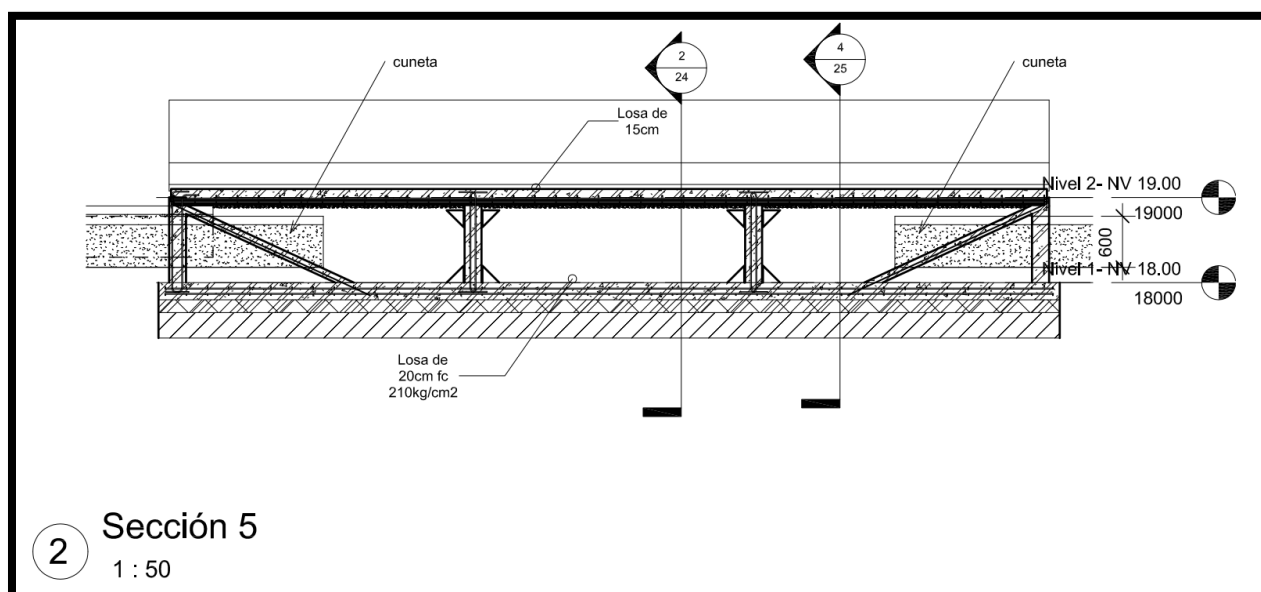 cuneta
2
24
4
25
cuneta
Losa de
15cm
Nivel 2- NV 19.00
19000
600
Nivel 1- NV 18.00
18000
Losa de
20cm fc
210kg/cm2
2
Sección 5
1 : 50